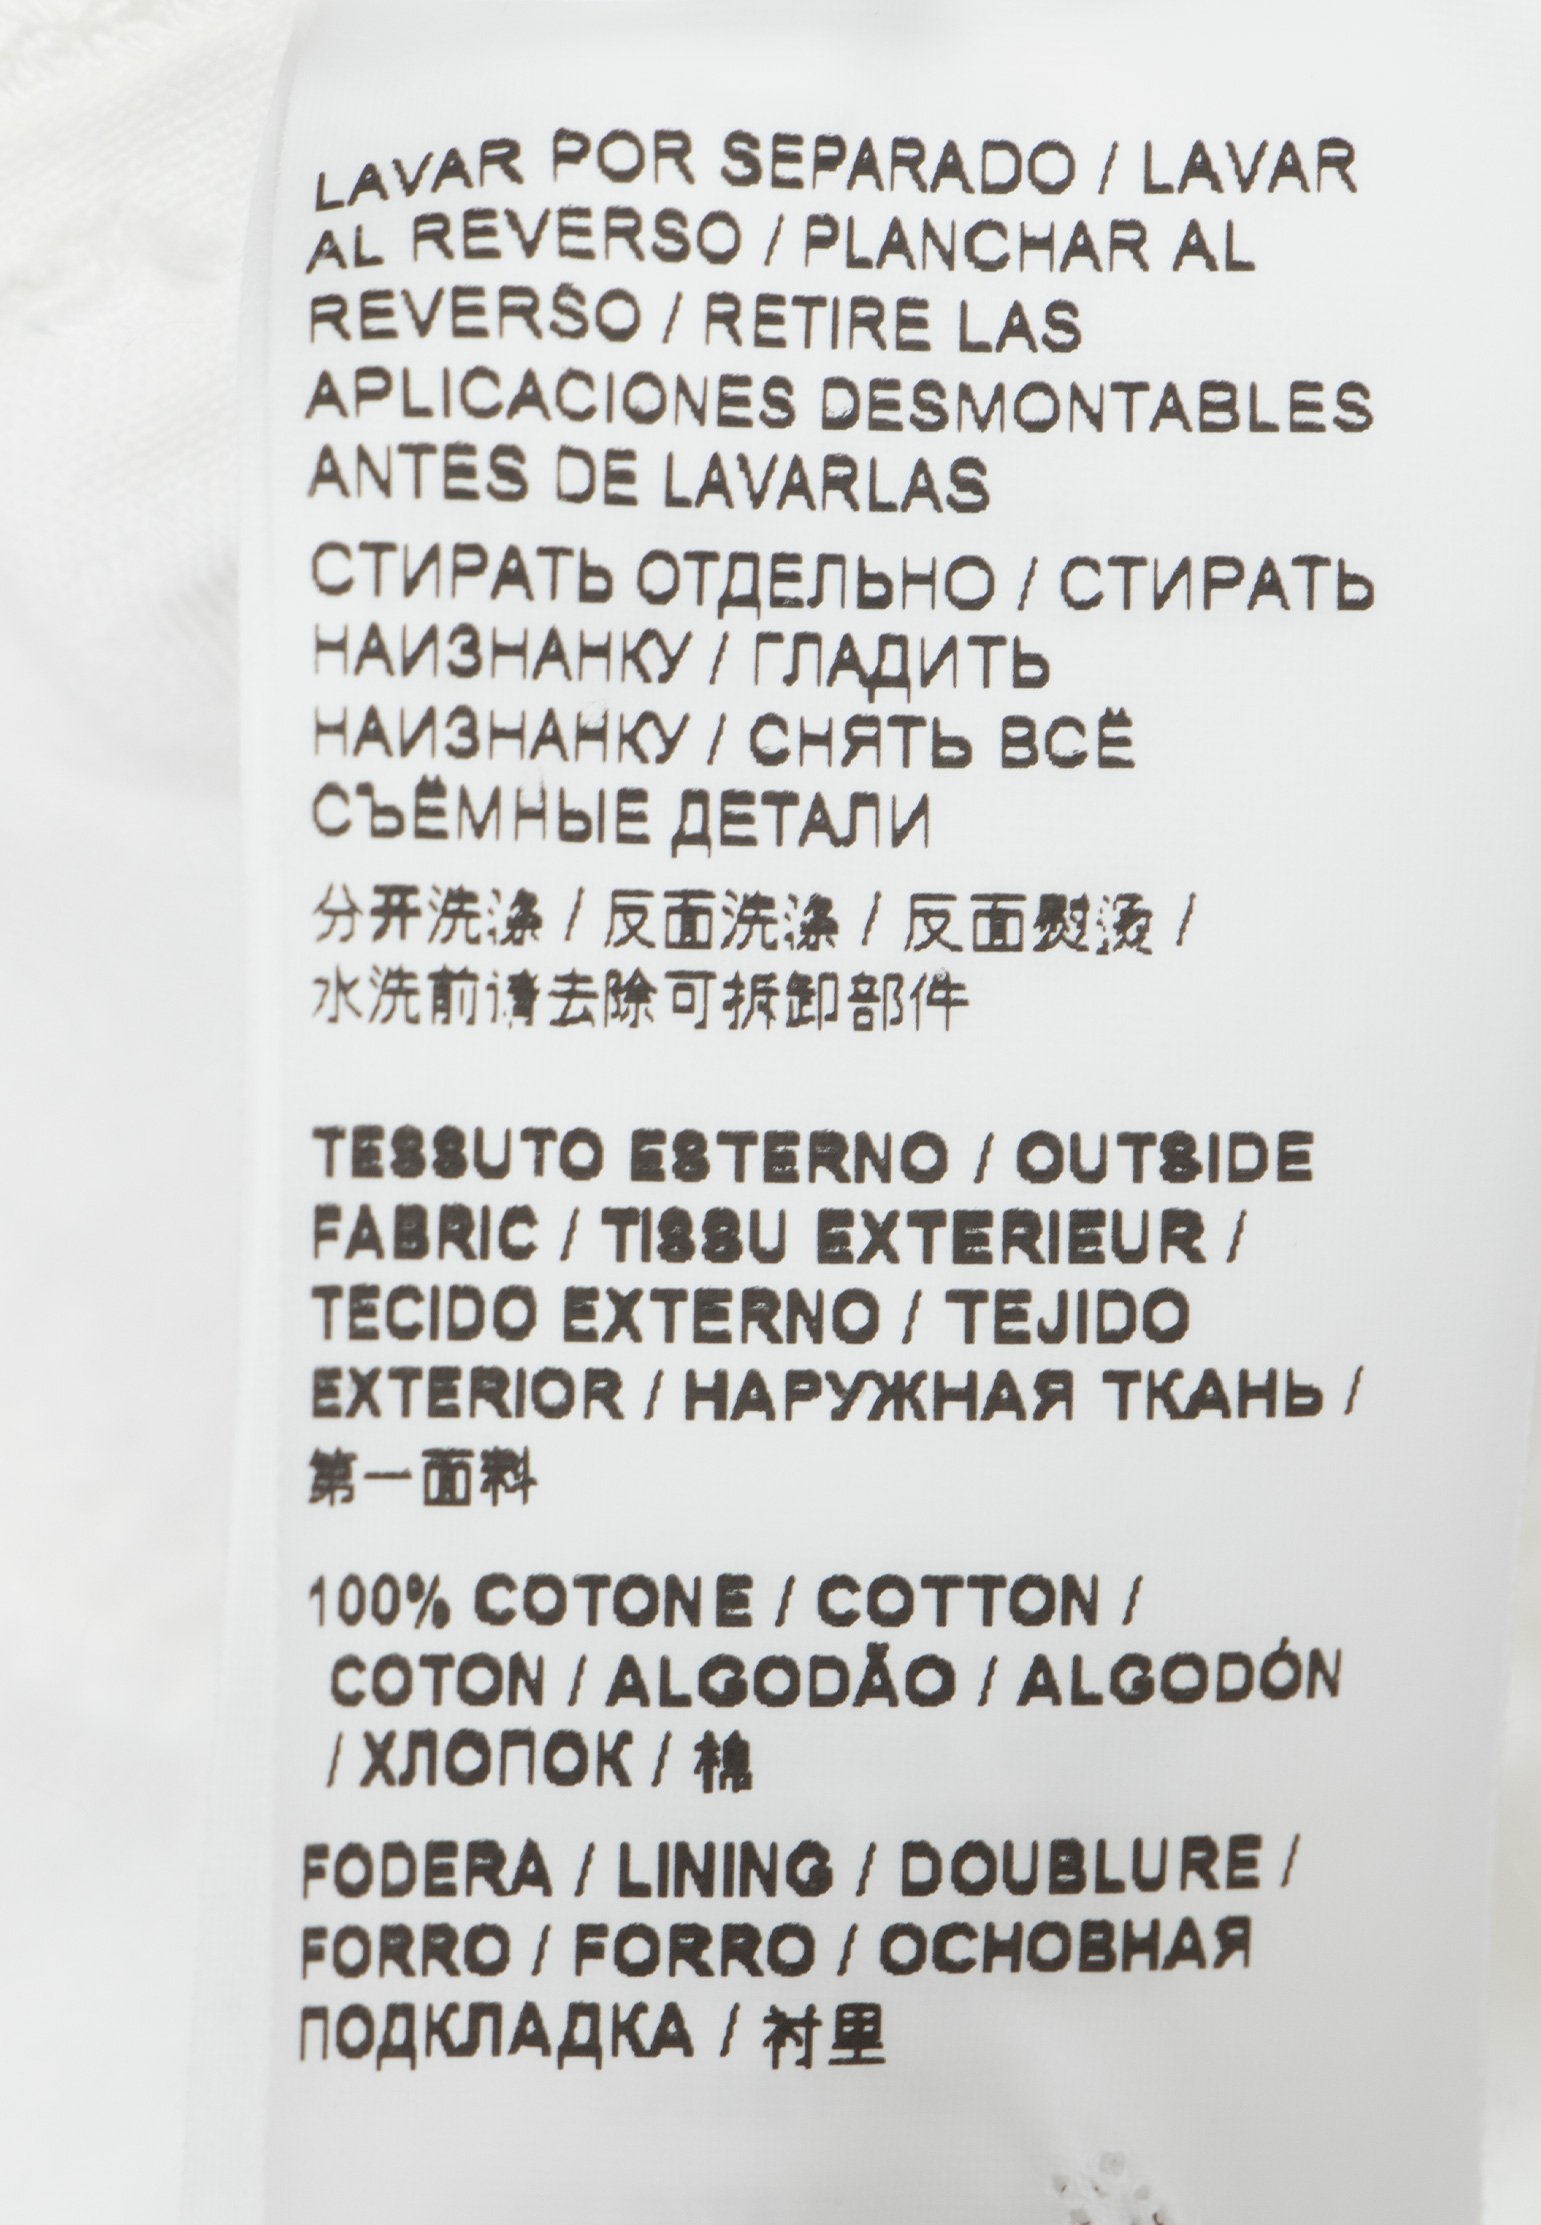 LAVAR POR SEPARADO / LAVAR
AL REVERSO / PLANCHAR AL
REVERSO / RETIRE LAS
APLICACIONES DESMONTABLES
ANTES DE LAVARLAS
СТИРАТЬ ОТДЕЛЬНО / СТИРАТЬ
НАИЗНАНКУ / ГЛАДИТЬ
НАИЗНАНКУ / СНЯТЬ ВСЁ
СЪЁМНЫЕ ДЕТАЛИ
分开洗涤 / 反面洗涤 / 反面熨烫 /
水洗前请去除可拆卸部件
TESSUTO ESTERNO / OUTSIDE
FABRIC / TISSU EXTERIEUR /
TECIDO EXTERNO / TEJIDO
EXTERIOR / НАРУЖНАЯ ТКАНЬ /
第一面料
100% COTONE / COTTON /
COTON / ALGODÃO / ALGODÓN
/ ХЛОПОК / 棉
FODERA / LINING / DOUBLURE /
FORRO / FORRO / ОСНОВНАЯ
ПОДКЛАДКА / 衬里